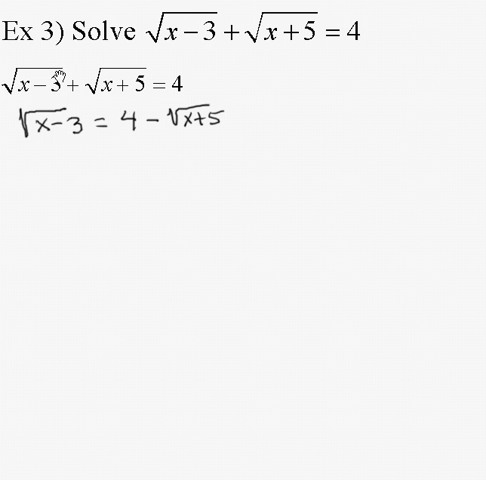 Ex 3) Solve √(x−3) + √(x+5) = 4
√(x−3) + √(x+5) = 4
√(x−3) = 4 − √(x+5)